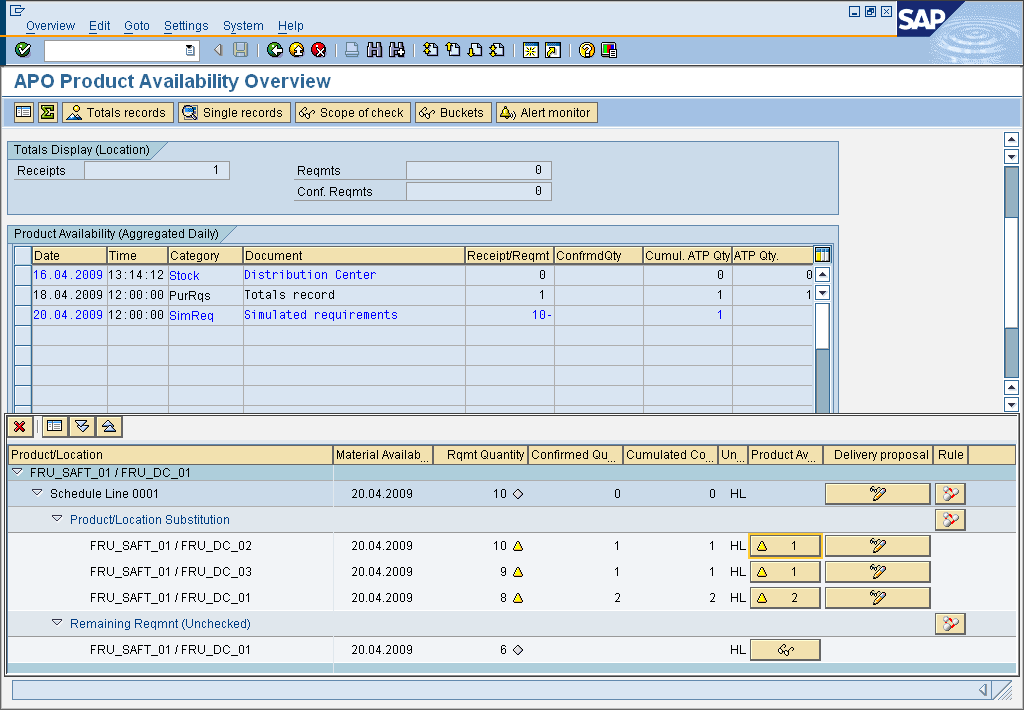 Overview Edit Goto Settings System Help
SAP
APO Product Availability Overview
Totals records Single records Scope of check Buckets Alert monitor
Totals Display (Location)
Receipts 1 Reqmts 0
Conf. Reqmts 0
Product Availability (Aggregated Daily)
Date Time Category Document Receipt/Reqmt ConfrmdQty Cumul. ATP Qty ATP Qty.
16.04.2009 13:14:12 Stock Distribution Center 0 0 0
18.04.2009 12:00:00 PurRqs Totals record 1 1 1
20.04.2009 12:00:00 SimReq Simulated requirements 10- 1
Product/Location Material Availab... Rqmt Quantity Confirmed Qu... Cumulated Co... Un... Product Av... Delivery proposal Rule
FRU_SAFT_01 / FRU_DC_01
Schedule Line 0001 20.04.2009 10 0 0 HL
Product/Location Substitution
FRU_SAFT_01 / FRU_DC_02 20.04.2009 10 1 1 HL 1
FRU_SAFT_01 / FRU_DC_03 20.04.2009 9 1 1 HL 1
FRU_SAFT_01 / FRU_DC_01 20.04.2009 8 2 2 HL 2
Remaining Reqmnt (Unchecked)
FRU_SAFT_01 / FRU_DC_01 20.04.2009 6 HL